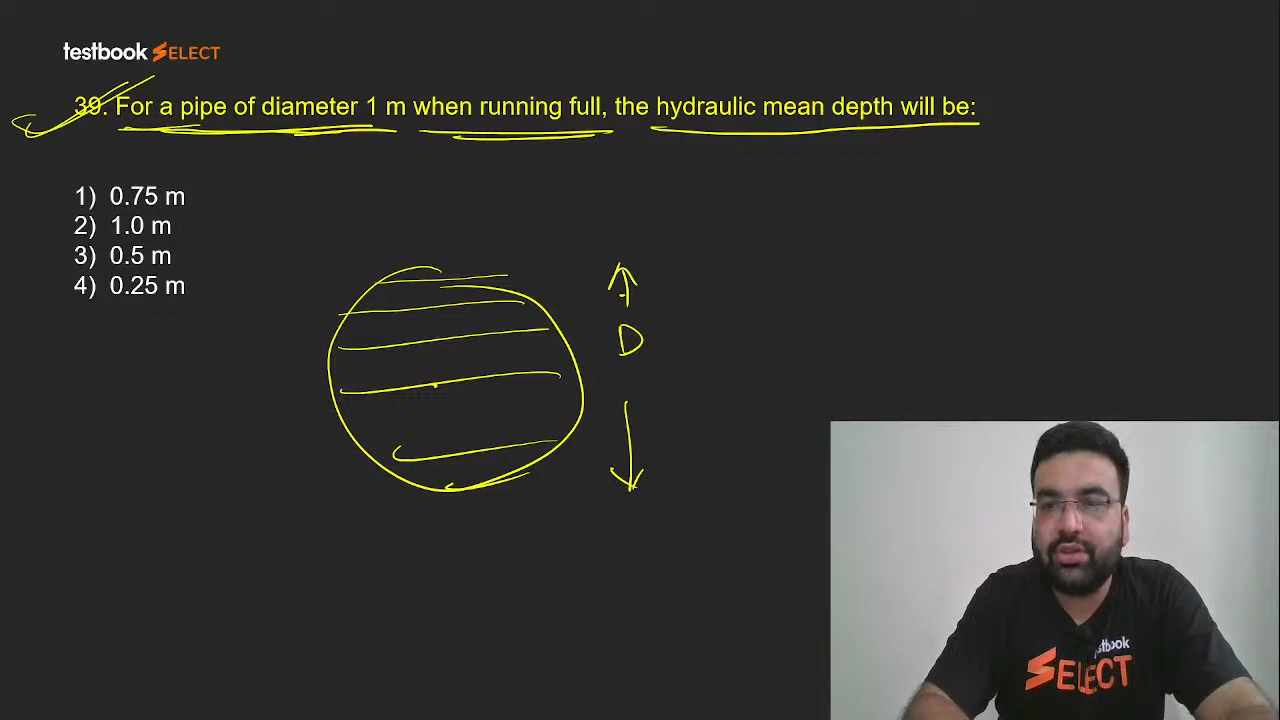 testbook SELECT
39. For a pipe of diameter 1 m when running full, the hydraulic mean depth will be:
1) 0.75 m
2) 1.0 m
3) 0.5 m
4) 0.25 m
D
stbook
SELECT